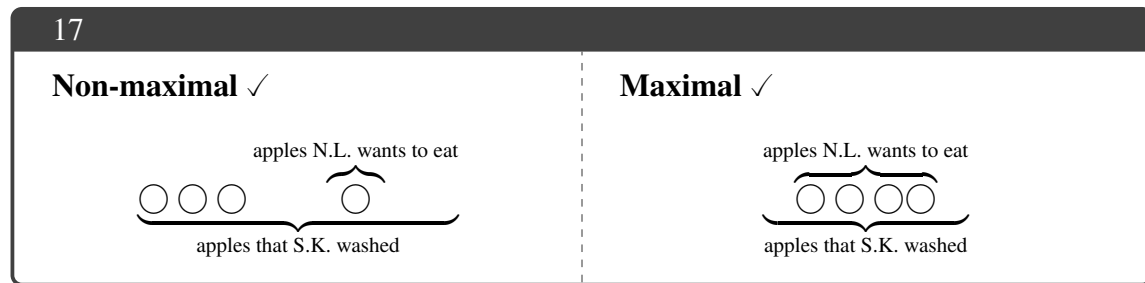 17
Non-maximal ✓
apples N.L. wants to eat
apples that S.K. washed
Maximal ✓
apples N.L. wants to eat
apples that S.K. washed